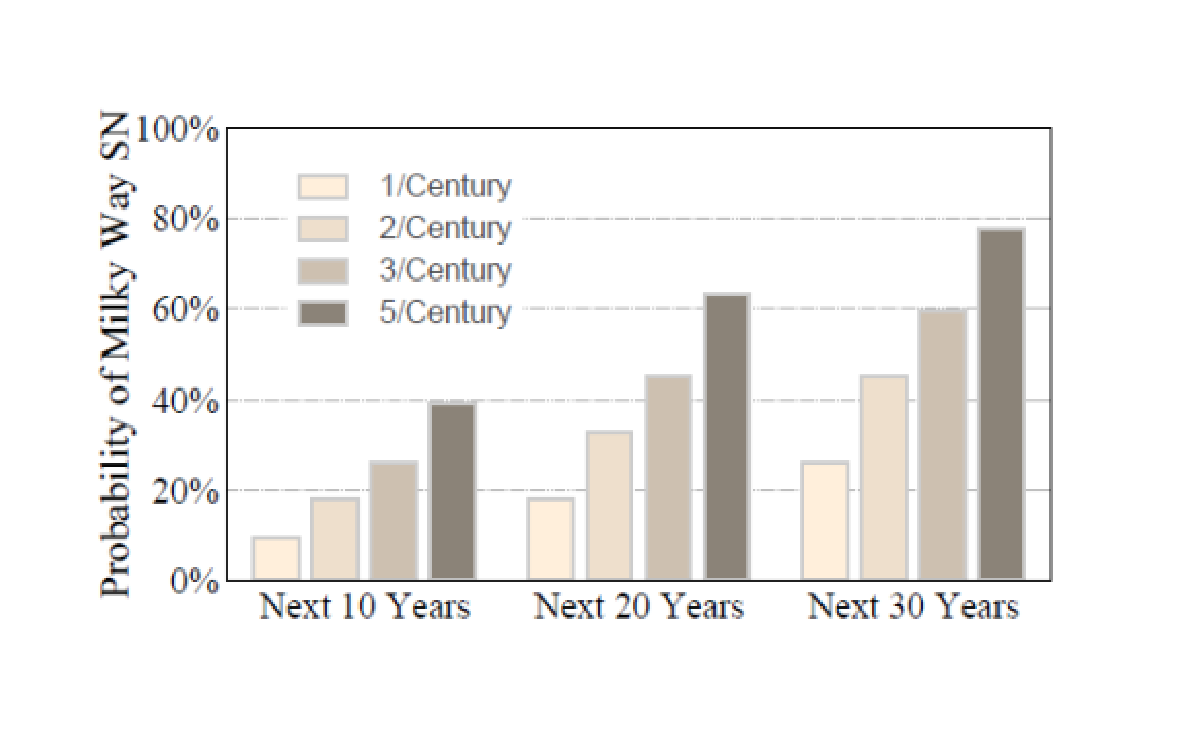 Probability of Milky Way SN
100%
80%
60%
40%
20%
0%
1/Century
2/Century
3/Century
5/Century
Next 10 Years
Next 20 Years
Next 30 Years